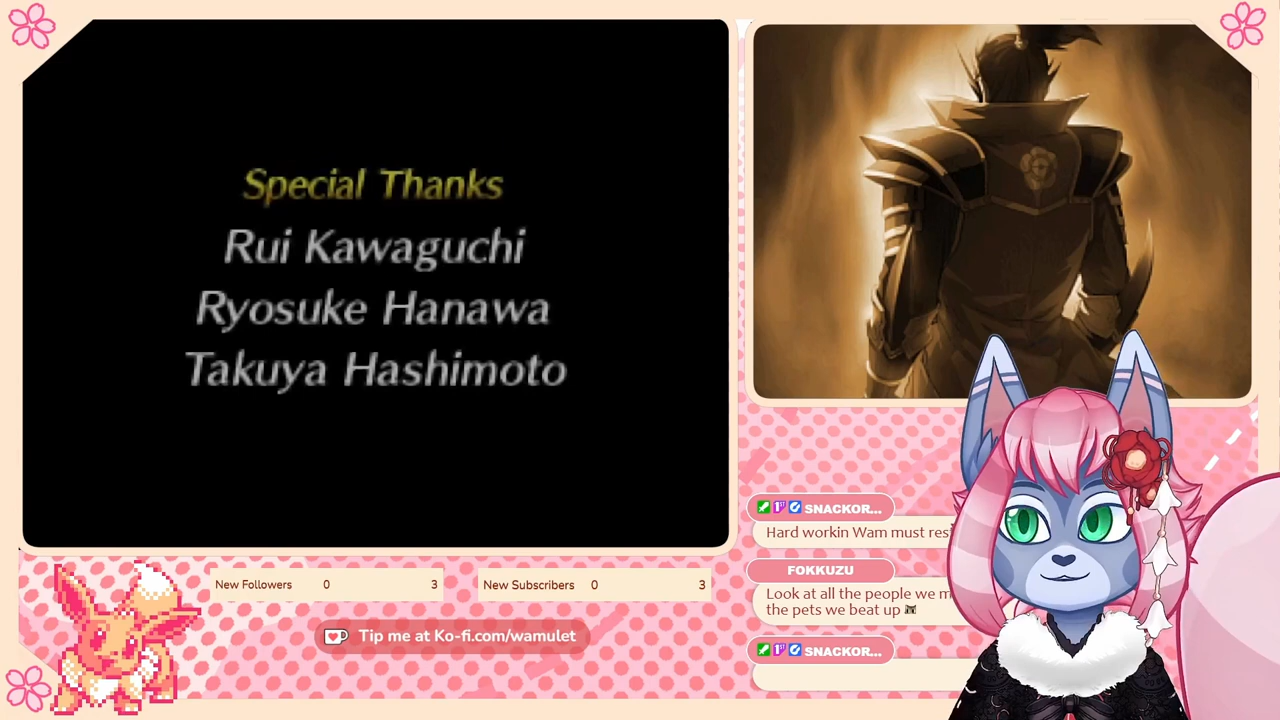 Special Thanks
Rui Kawaguchi
Ryosuke Hanawa
Takuya Hashimoto
New Followers 0 3
New Subscribers 0 3
Tip me at Ko-fi.com/wamulet
SNACKOR...
Hard workin Wam must
FOKKUZU
Look at all the people we
the pets we beat up
SNACKOR...